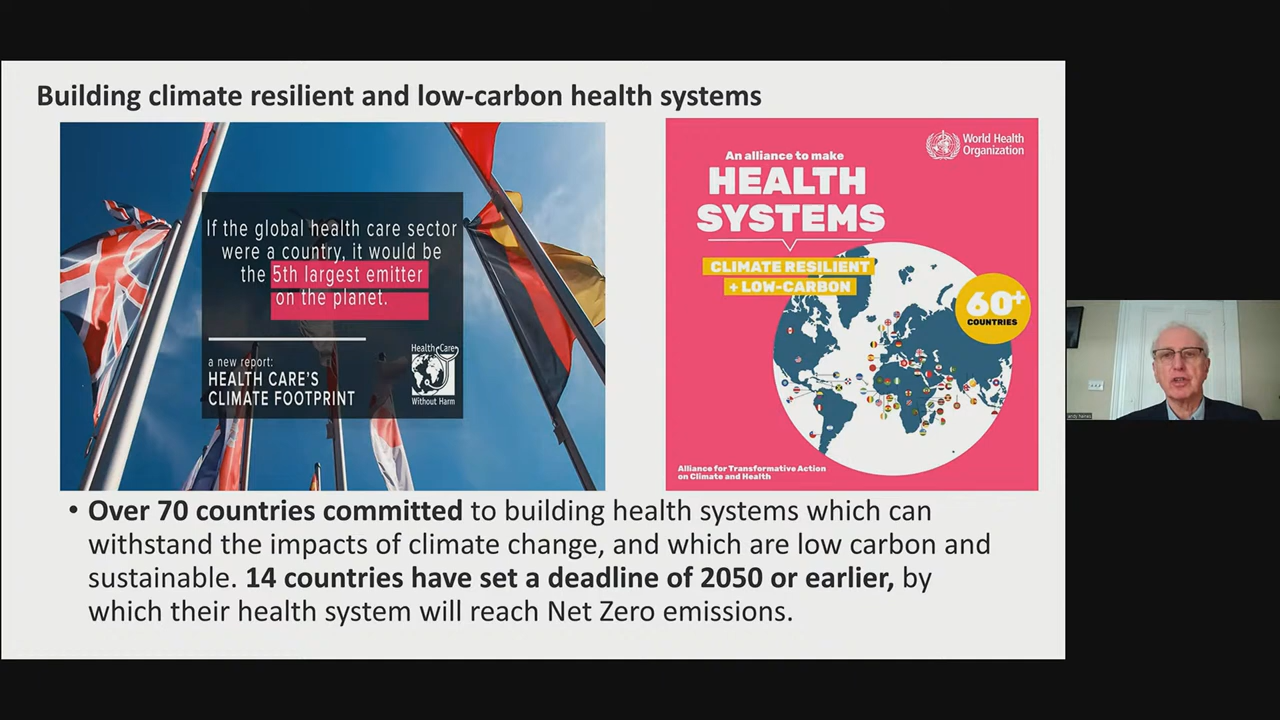 Building climate resilient and low-carbon health systems
If the global health care sector
were a country, it would be
the 5th largest emitter
on the planet.
a new report:
HEALTH CARE'S
CLIMATE FOOTPRINT
Health Care
Without Harm
World Health
Organization
An alliance to make
HEALTH
SYSTEMS
CLIMATE RESILIENT
+ LOW-CARBON
60+
COUNTRIES
Alliance for Transformative Action
on Climate and Health
• Over 70 countries committed to building health systems which can
withstand the impacts of climate change, and which are low carbon and
sustainable. 14 countries have set a deadline of 2050 or earlier, by
which their health system will reach Net Zero emissions.
andy haines